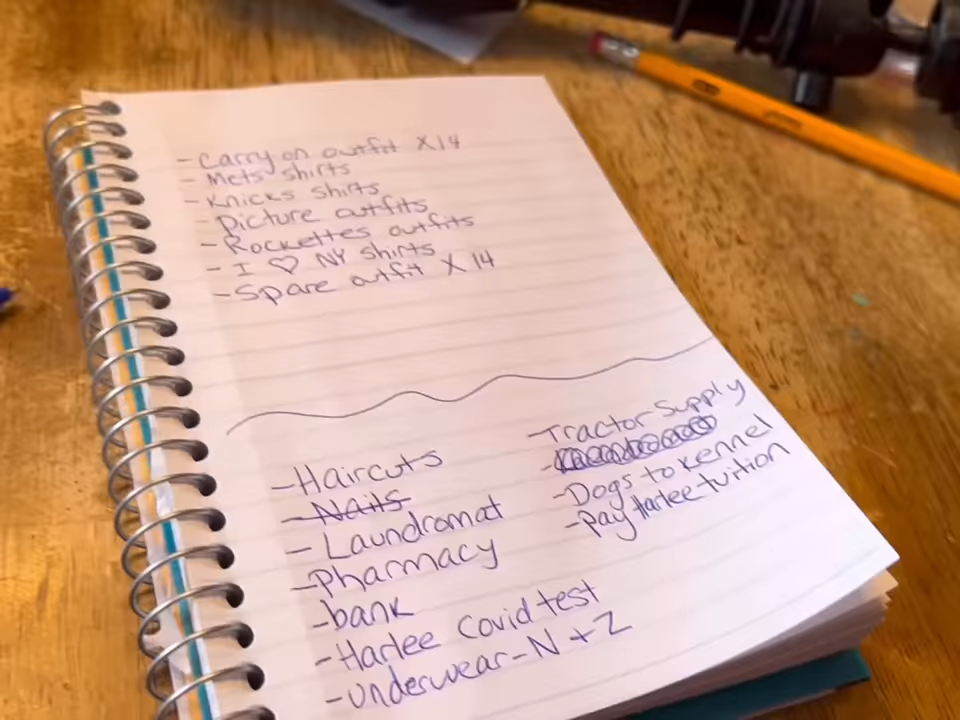 - Carry on outfit X14
- Mets shirts
- Knicks shirts
- Picture outfits
- Rockettes outfits
- I ♡ NY shirts
- Spare outfit X 14
- Haircuts
- Nails
- Laundromat
- Pharmacy
- bank
- Harlee Covid test
- underwear - N + Z
- Tractor Supply
- Dogs to kennel
- Pay Harlee tuition